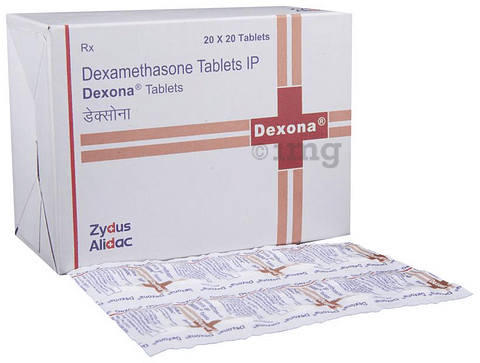 Rx
20 X 20 Tablets
Dexamethasone Tablets IP
Dexona® Tablets
डेक्सोना
Dexona®
1mg
Zydus
Alidac